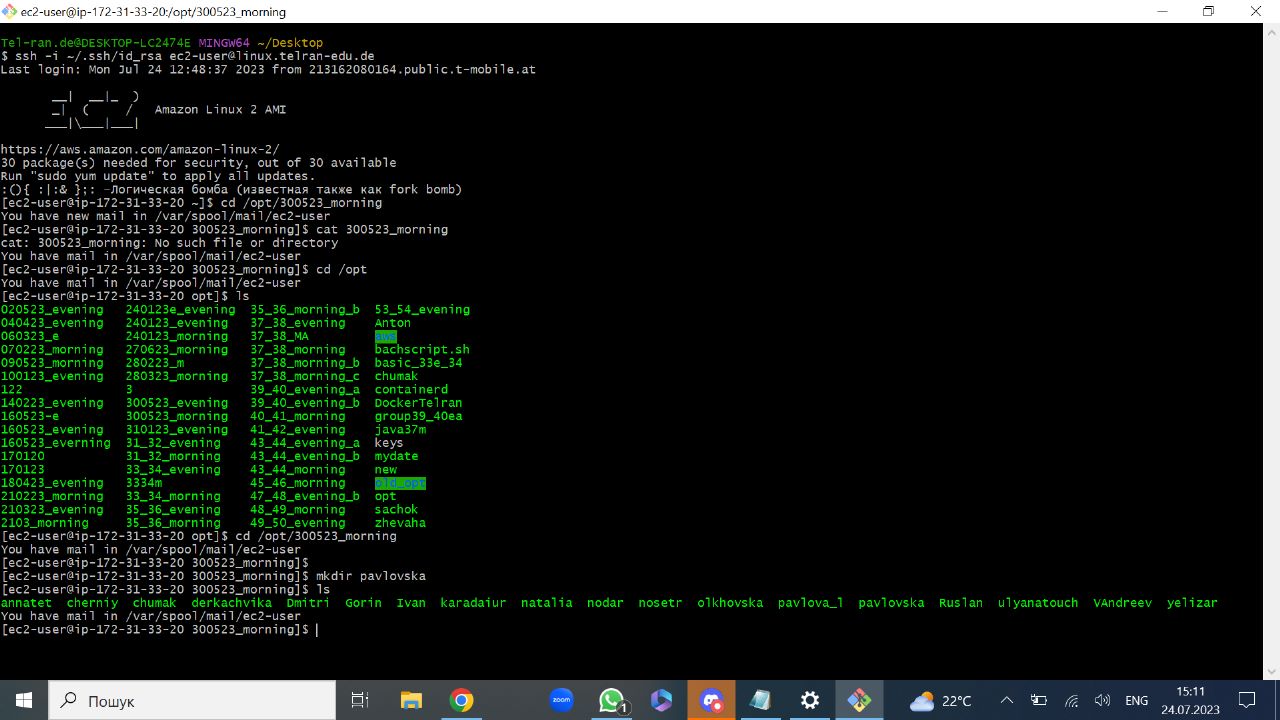 ec2-user@ip-172-31-33-20:/opt/300523_morning
Tel-ran.de@DESKTOP-LC2474E MINGW64 ~/Desktop
$ ssh -i ~/.ssh/id_rsa ec2-user@linux.telran-edu.de
Last login: Mon Jul 24 12:48:37 2023 from 213162080164.public.t-mobile.at
__|  __|_  )
_|  (     /   Amazon Linux 2 AMI
___|\___|___|
https://aws.amazon.com/amazon-linux-2/
30 package(s) needed for security, out of 30 available
Run "sudo yum update" to apply all updates.
:(){ :|:& };: -Логическая бомба (известная также как fork bomb)
[ec2-user@ip-172-31-33-20 ~]$ cd /opt/300523_morning
You have new mail in /var/spool/mail/ec2-user
[ec2-user@ip-172-31-33-20 300523_morning]$ cat 300523_morning
cat: 300523_morning: No such file or directory
You have mail in /var/spool/mail/ec2-user
[ec2-user@ip-172-31-33-20 300523_morning]$ cd /opt
You have mail in /var/spool/mail/ec2-user
[ec2-user@ip-172-31-33-20 opt]$ ls
020523_evening   240123e_evening  35_36_morning_b  53_54_evening
040423_evening   240123_evening   37_38_evening    Anton
060323_e         240123_morning   37_38_MA         aws
070223_morning   270623_morning   37_38_morning    bachscript.sh
090523_morning   280223_m         37_38_morning_b  basic_33e_34
100123_evening   280323_morning   37_38_morning_c  chumak
122              3                39_40_evening_a  containerd
140223_evening   300523_evening   39_40_evening_b  DockerTelran
160523-e         300523_morning   40_41_morning    group39_40ea
160523_evening   310123_evening   41_42_evening    java37m
160523_everning  31_32_evening    43_44_evening_a  keys
170120           31_32_morning    43_44_evening_b  mydate
170123           33_34_evening    43_44_morning    new
180423_evening   3334m            45_46_morning    old_opt
210223_morning   33_34_morning    47_48_evening_b  opt
210323_evening   35_36_evening    48_49_morning    sachok
2103_morning     35_36_morning    49_50_evening    zhevaha
[ec2-user@ip-172-31-33-20 opt]$ cd /opt/300523_morning
You have mail in /var/spool/mail/ec2-user
[ec2-user@ip-172-31-33-20 300523_morning]$
[ec2-user@ip-172-31-33-20 300523_morning]$ mkdir pavlovska
[ec2-user@ip-172-31-33-20 300523_morning]$ ls
annatet  cherniy  chumak  derkachvika  Dmitri  Gorin  Ivan  karadaiur  natalia  nodar  nosetr  olkhovska  pavlova_l  pavlovska  Ruslan  ulyanatouch  VAndreev  yelizar
You have mail in /var/spool/mail/ec2-user
[ec2-user@ip-172-31-33-20 300523_morning]$
Пошук
zoom
1
22°C
ENG
15:11
24.07.2023